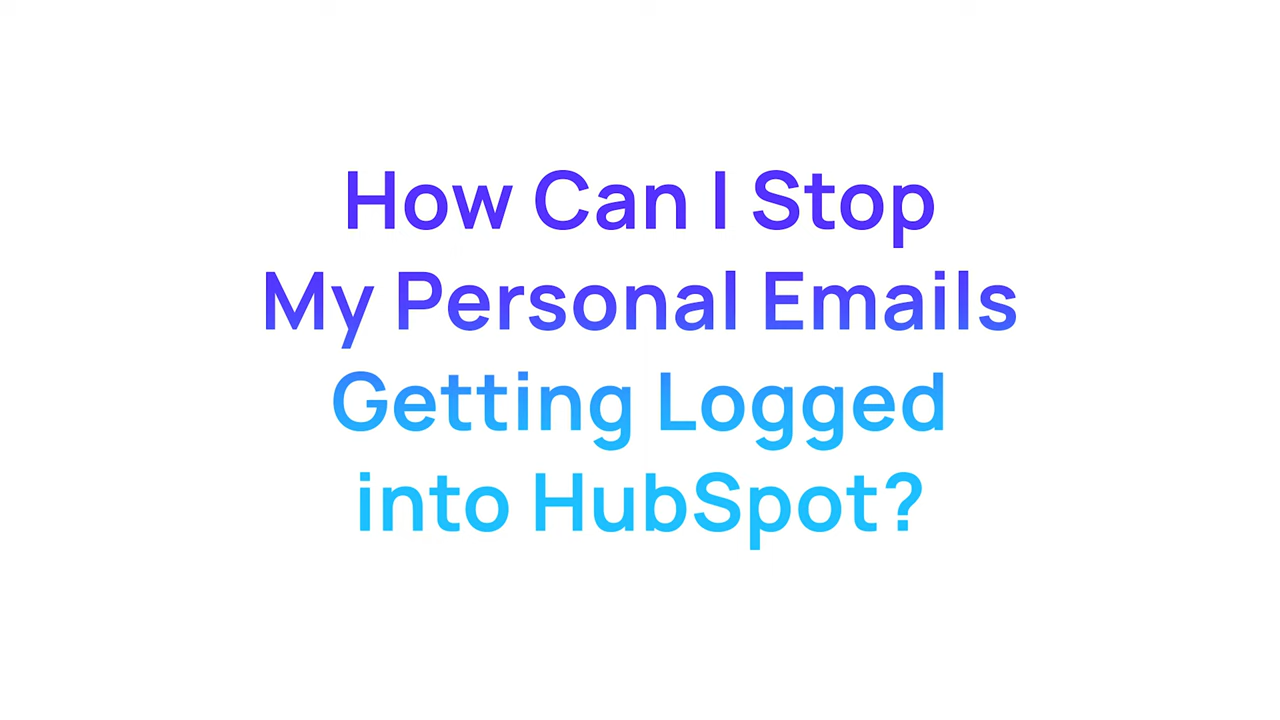 How Can I Stop
My Personal Emails
Getting Logged
into HubSpot?